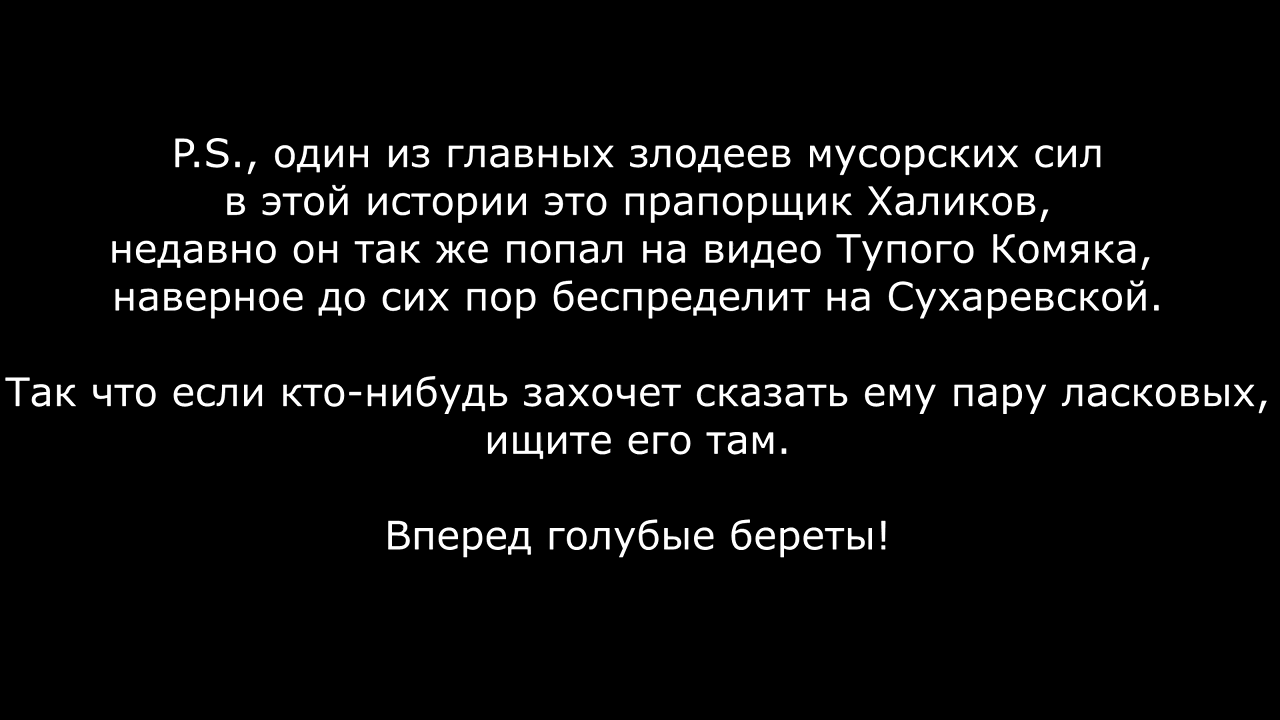 P.S., один из главных злодеев мусорских сил
в этой истории это прапорщик Халиков,
недавно он так же попал на видео Тупого Комяка,
наверное до сих пор беспределит на Сухаревской.
Так что если кто-нибудь захочет сказать ему пару ласковых,
ищите его там.
Вперед голубые береты!